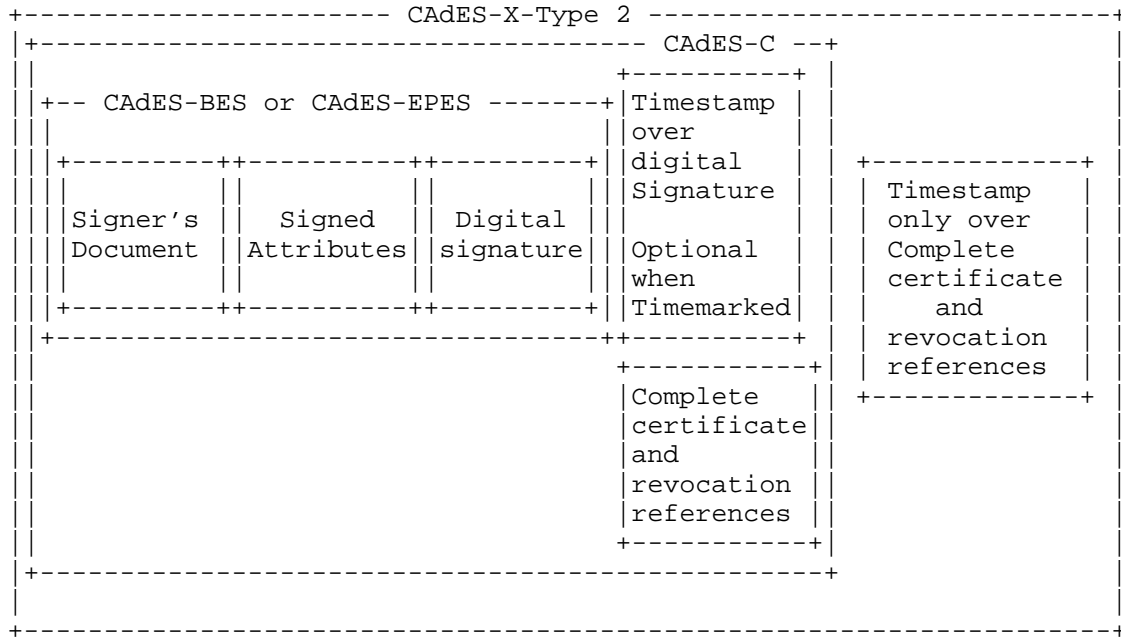 +----------------------- CAdES-X-Type 2 -----------------------------+
|+-------------------------------------- CAdES-C --+                 |
||                                    +----------+ |                 |
||+-- CAdES-BES or CAdES-EPES -------+|Timestamp | |                 |
|||                                  ||over      | |                 |
|||+---------++----------++---------+||digital   | | +-------------+ |
||||         ||          ||         |||Signature | | | Timestamp   | |
||||Signer's ||  Signed  || Digital |||          | | | only over   | |
||||Document ||Attributes||signature|||Optional  | | | Complete    | |
||||         ||          ||         |||when      | | | certificate | |
|||+---------++----------++---------+||Timemarked| | |    and      | |
||+----------------------------------++----------+ | | revocation  | |
||                                    +-----------+| | references  | |
||                                    |Complete   || +-------------+ |
||                                    |certificate||                 |
||                                    |and        ||                 |
||                                    |revocation ||                 |
||                                    |references ||                 |
||                                    +-----------+|                 |
|+-------------------------------------------------+                 |
|                                                                    |
+--------------------------------------------------------------------+